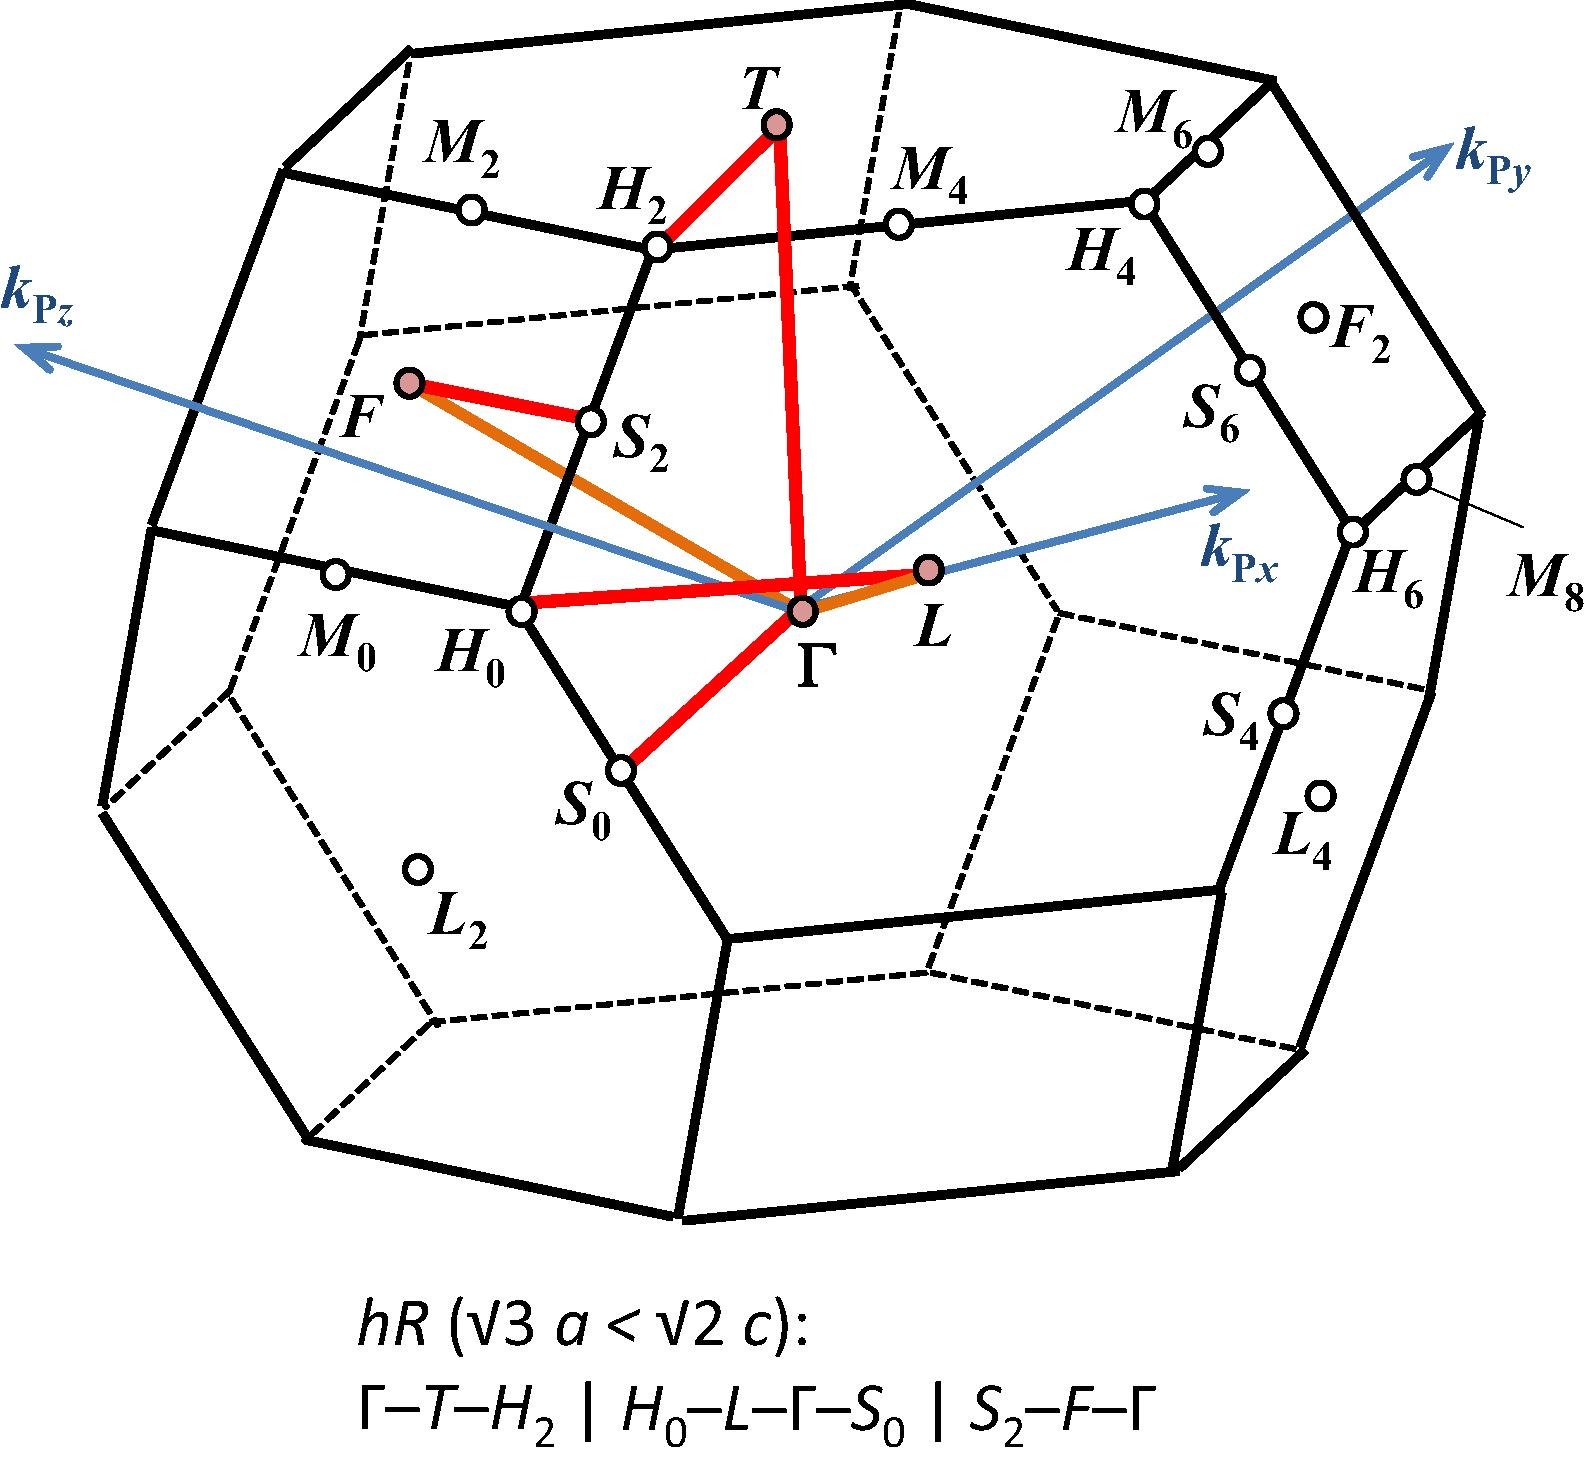 T
M6
M2
M4
kPy
H2
H4
kPz
F2
F
S6
S2
kPx
H6
M8
M0
H0
Γ
L
S4
S0
L4
L2
hR (√3 a < √2 c):
Γ–T–H2 | H0–L–Γ–S0 | S2–F–Γ